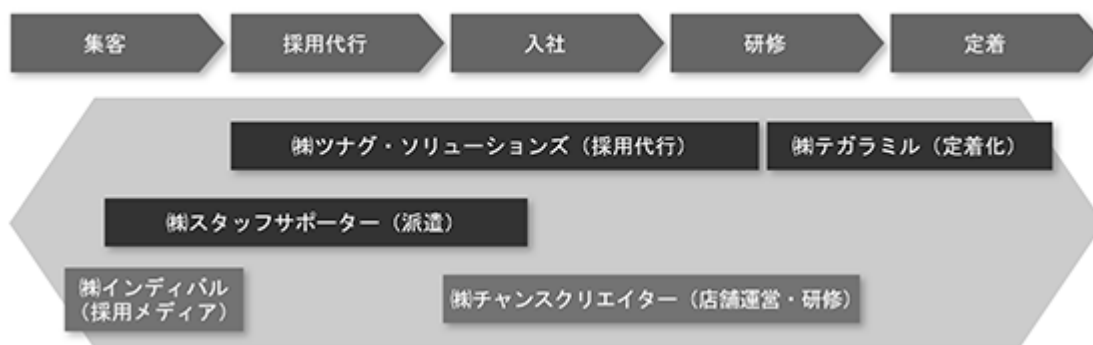 集客
採用代行
入社
研修
定着
㈱ツナグ・ソリューションズ（採用代行）
㈱テガラミル（定着化）
㈱スタッフサポーター（派遣）
㈱インディバル
（採用メディア）
㈱チャンスクリエイター（店舗運営・研修）